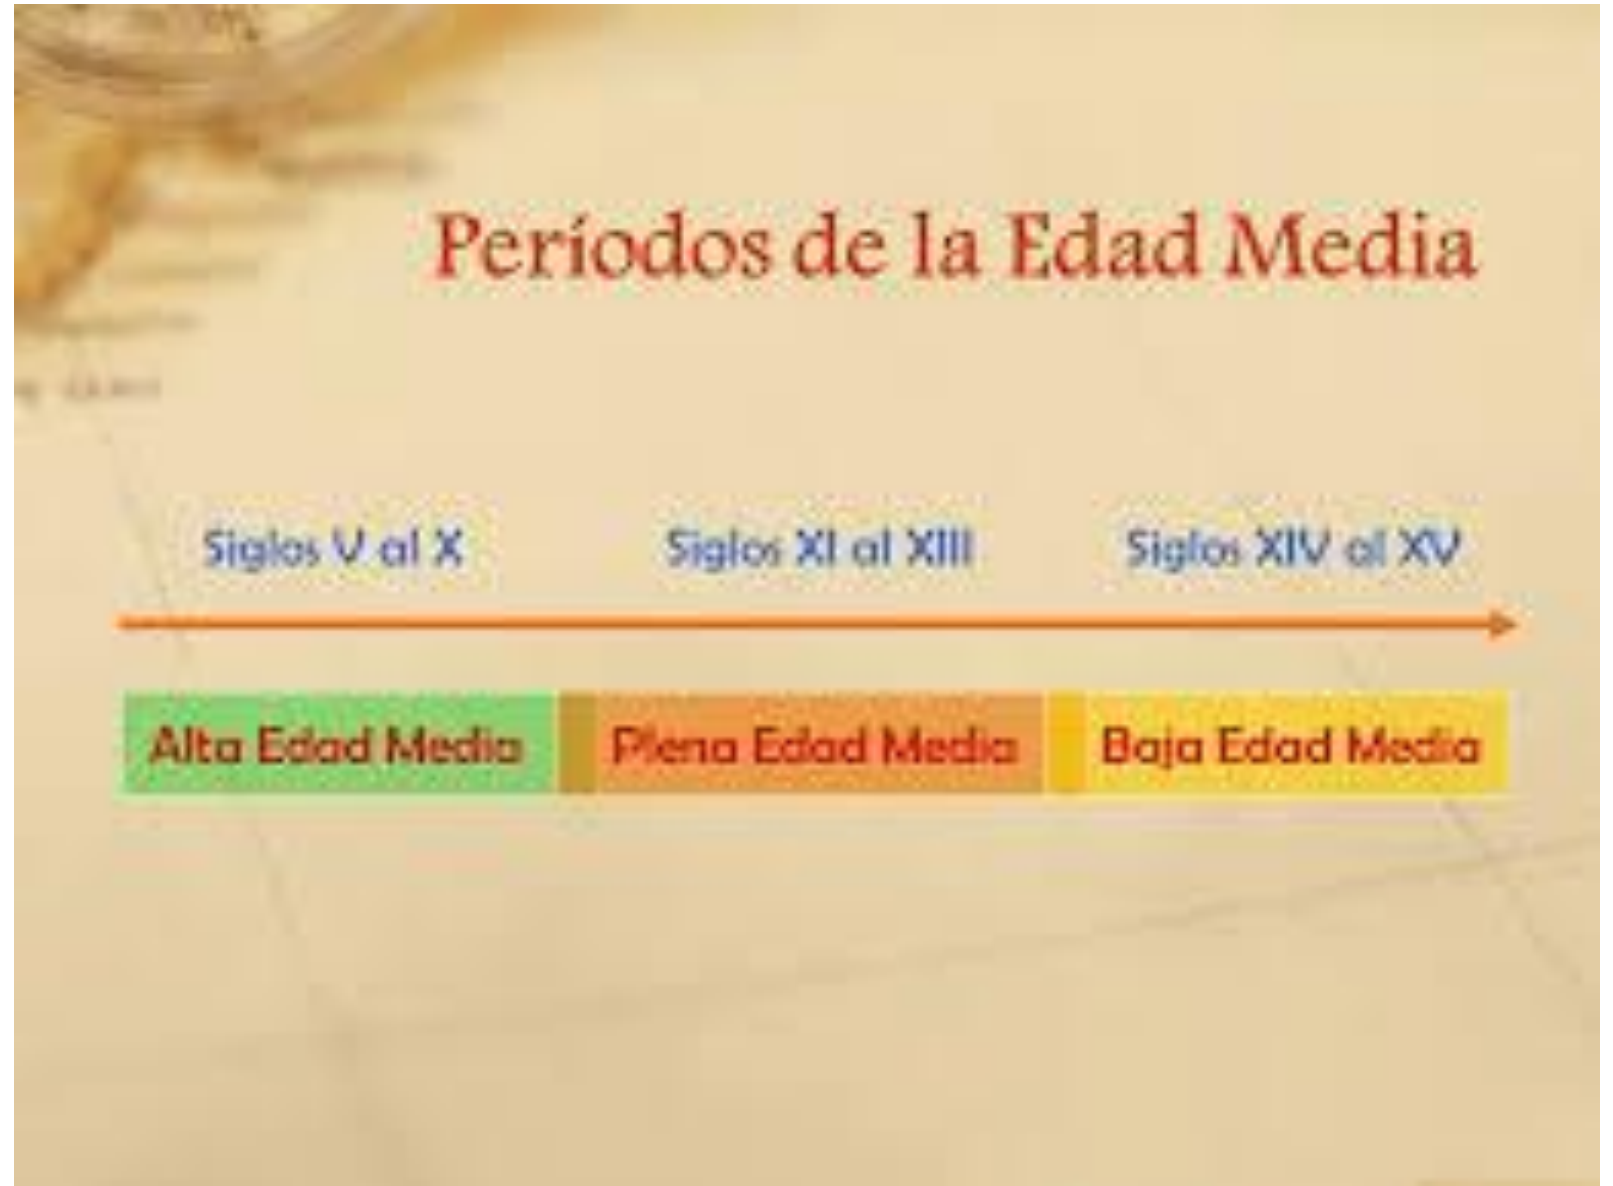 Períodos de la Edad Media
Siglos V al X Siglos XI al XIII Siglos XIV al XV
Alta Edad Media Plena Edad Media Baja Edad Media